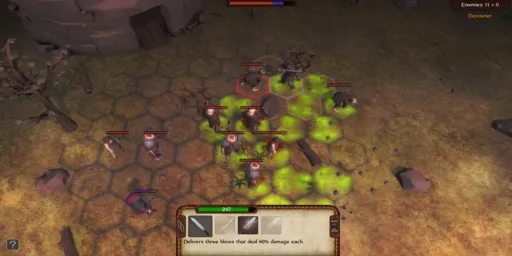 Enemies 11 + 0
Devourer
247
Delivers three blows that deal 60% damage each.
?